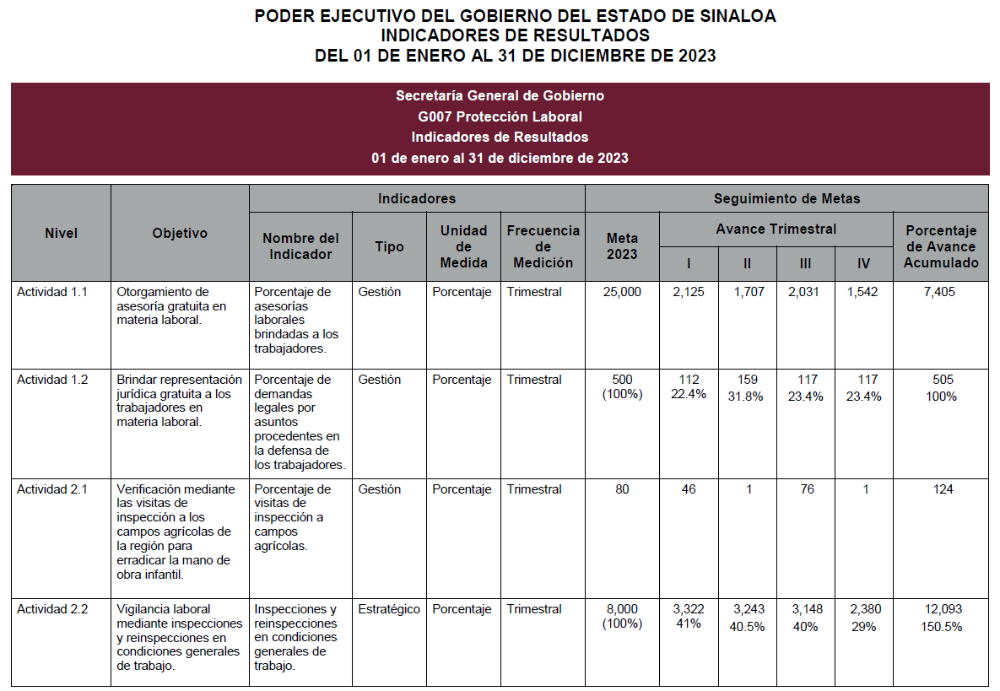 PODER EJECUTIVO DEL GOBIERNO DEL ESTADO DE SINALOA
INDICADORES DE RESULTADOS
DEL 01 DE ENERO AL 31 DE DICIEMBRE DE 2023
Secretaría General de Gobierno
G007 Protección Laboral
Indicadores de Resultados
01 de enero al 31 de diciembre de 2023
Nivel
Objetivo
Indicadores
Seguimiento de Metas
Nombre del
Indicador
Tipo
Unidad
de
Medida
Frecuencia
de
Medición
Meta
2023
Avance Trimestral
I
II
III
IV
Porcentaje
de Avance
Acumulado
Actividad 1.1
Otorgamiento de
asesoría gratuita en
materia laboral.
Porcentaje de
asesorías
laborales
brindadas a los
trabajadores.
Gestión
Porcentaje
Trimestral
25,000
2,125
1,707
2,031
1,542
7,405
Actividad 1.2
Brindar representación
jurídica gratuita a los
trabajadores en
materia laboral.
Porcentaje de
demandas
legales por
asuntos
procedentes en
la defensa de
los trabajadores.
Gestión
Porcentaje
Trimestral
500
(100%)
112
22.4%
159
31.8%
117
23.4%
117
23.4%
505
100%
Actividad 2.1
Verificación mediante
las visitas de
inspección a los
campos agrícolas de
la región para
erradicar la mano de
obra infantil.
Porcentaje de
visitas de
inspección a
campos
agrícolas.
Gestión
Porcentaje
Trimestral
80
46
1
76
1
124
Actividad 2.2
Vigilancia laboral
mediante inspecciones
y reinspecciones en
condiciones generales
de trabajo.
Inspecciones y
reinspecciones
en condiciones
generales de
trabajo.
Estratégico
Porcentaje
Trimestral
8,000
(100%)
3,322
41%
3,243
40.5%
3,148
40%
2,380
29%
12,093
150.5%